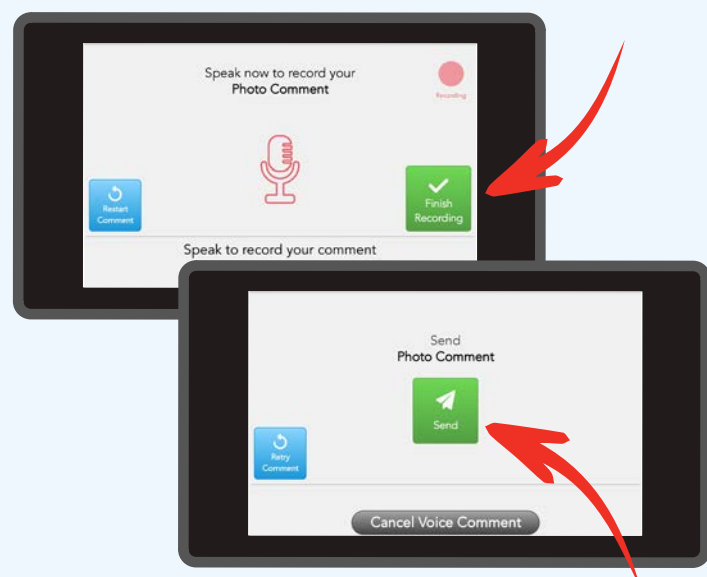 Speak now to record your
Photo Comment
Recording
Restart
Comment
Finish
Recording
Speak to record your comment
Send
Photo Comment
Send
Retry
Comment
Cancel Voice Comment